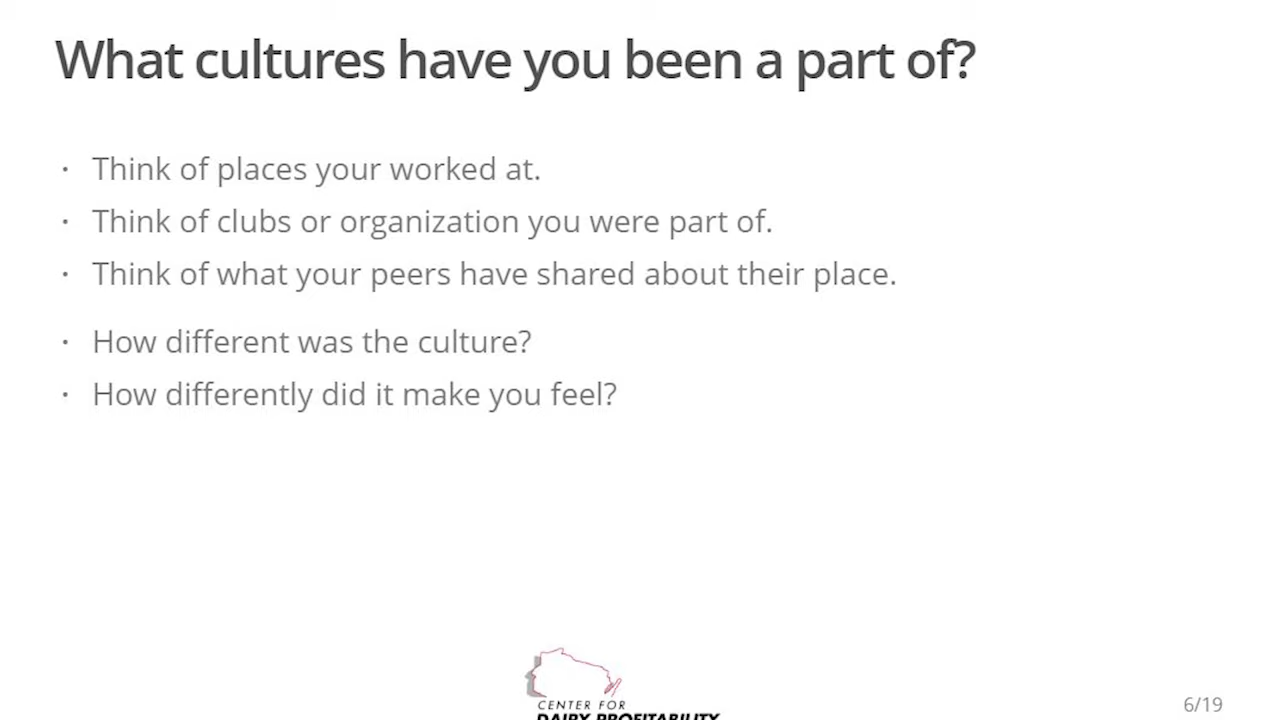 What cultures have you been a part of?
· Think of places your worked at.
· Think of clubs or organization you were part of.
· Think of what your peers have shared about their place.
· How different was the culture?
· How differently did it make you feel?
CENTER FOR
DAIRY PROFITABILITY
6/19